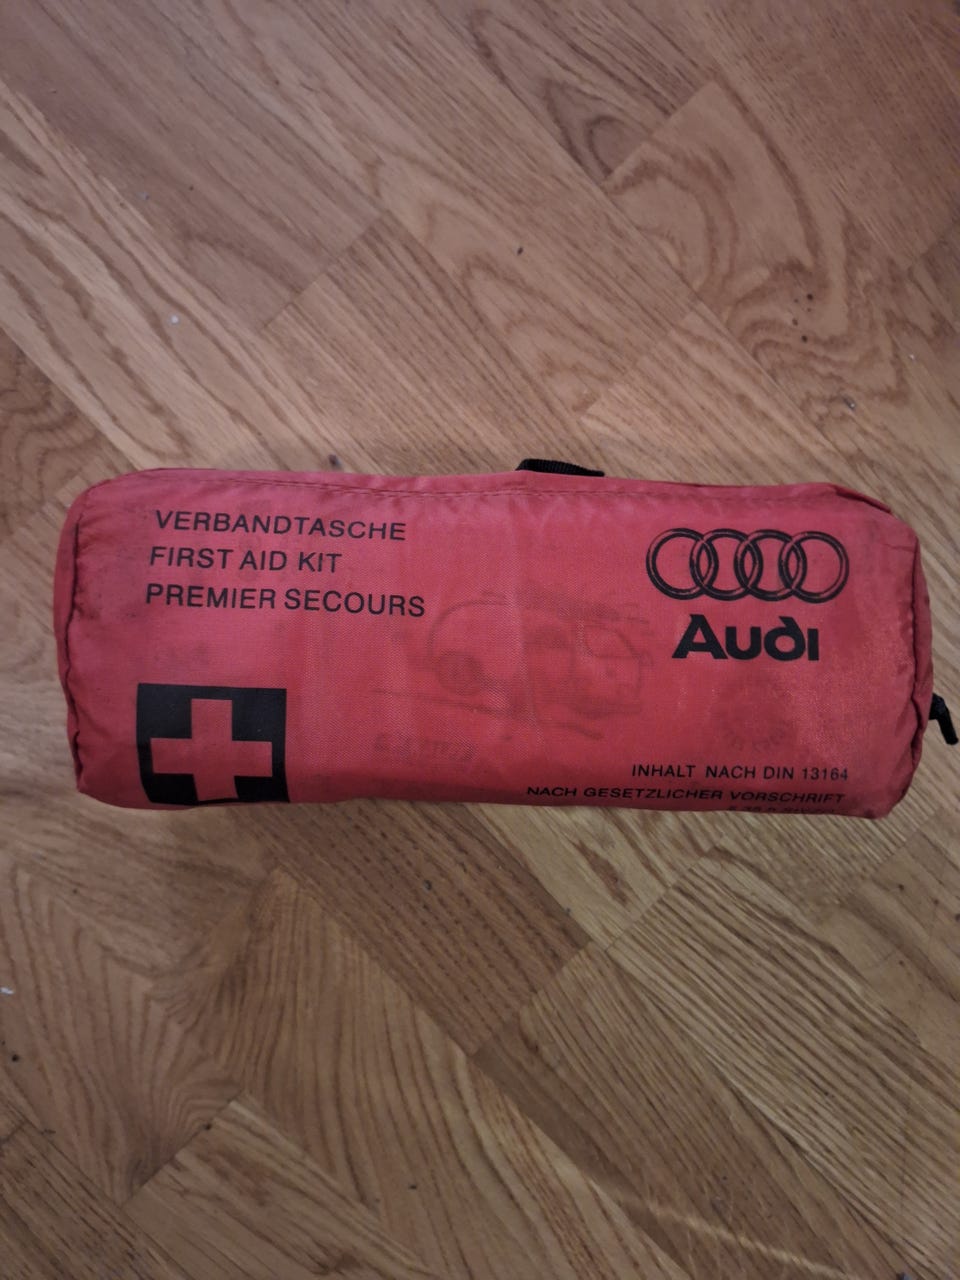 VERBANDTASCHE
FIRST AID KIT
PREMIER SECOURS
Audi
INHALT NACH DIN 13164
NACH GESETZLICHER VORSCHRIFT